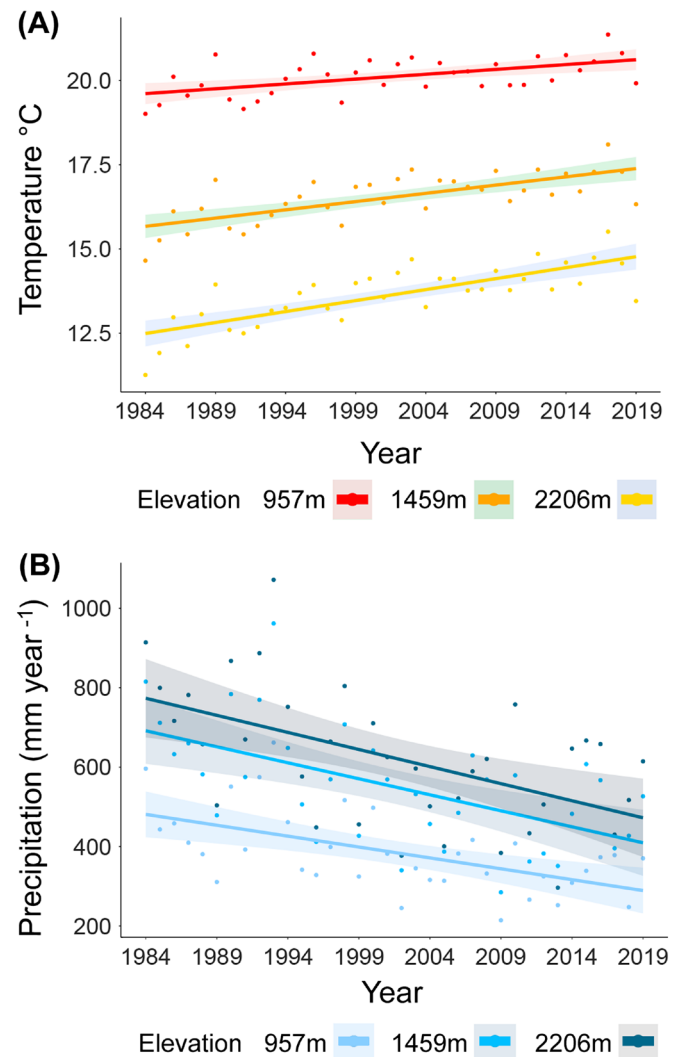 (A)
Temperature °C
20.0
17.5
15.0
12.5
1984 1989 1994 1999 2004 2009 2014 2019
Year
Elevation 957m 1459m 2206m
(B)
Precipitation (mm year⁻¹)
1000
800
600
400
200
1984 1989 1994 1999 2004 2009 2014 2019
Year
Elevation 957m 1459m 2206m